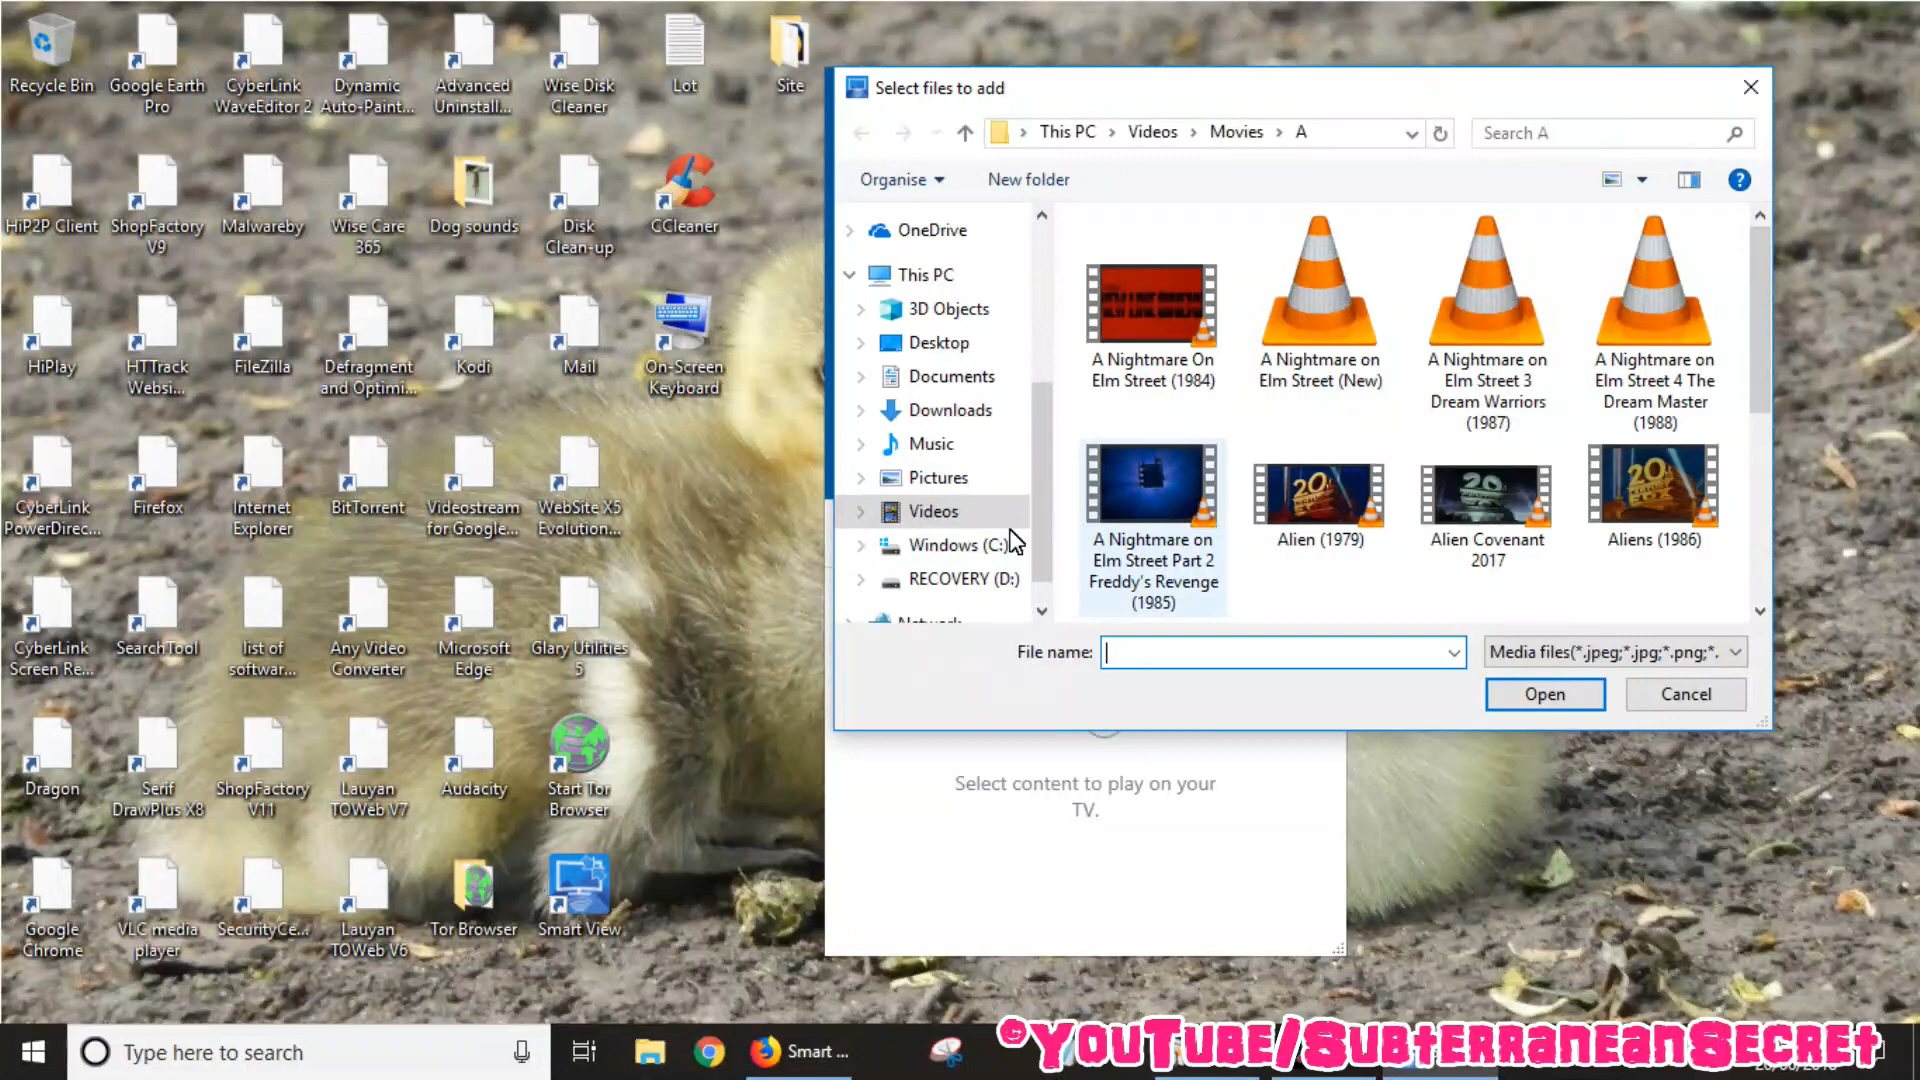 Recycle Bin
Google Earth
Pro
CyberLink
WaveEditor 2
Dynamic
Auto-Paint...
Advanced
Uninstall...
Wise Disk
Cleaner
Lot
Site
HiP2P Client
ShopFactory
V9
Malwareby
Wise Care
365
Dog sounds
Disk
Clean-up
CCleaner
HiPlay
HTTrack
Websi...
FileZilla
Defragment
and Optimi...
Kodi
Mail
On-Screen
Keyboard
CyberLink
PowerDirec...
Firefox
Internet
Explorer
BitTorrent
Videostream
for Google...
WebSite X5
Evolution...
CyberLink
Screen Re...
SearchTool
list of
softwar...
Any Video
Converter
Microsoft
Edge
Glary Utilities
5
Dragon
Serif
DrawPlus X8
ShopFactory
V11
Lauyan
TOWeb V7
Audacity
Start Tor
Browser
Google
Chrome
VLC media
player
SecurityCe...
Lauyan
TOWeb V6
Tor Browser
Smart View
Select files to add
This PC > Videos > Movies > A
Search A
Organise
New folder
OneDrive
This PC
3D Objects
Desktop
Documents
Downloads
Music
Pictures
Videos
Windows (C:)
RECOVERY (D:)
Network
A Nightmare On
Elm Street (1984)
A Nightmare on
Elm Street (New)
A Nightmare on
Elm Street 3
Dream Warriors
(1987)
A Nightmare on
Elm Street 4 The
Dream Master
(1988)
A Nightmare on
Elm Street Part 2
Freddy's Revenge
(1985)
Alien (1979)
Alien Covenant
2017
Aliens (1986)
File name:
Media files(*.jpeg;*.jpg;*.png;*.
Open
Cancel
Select content to play on your
TV.
Type here to search
Smart ...
©YouTube/SubterraneanSecret